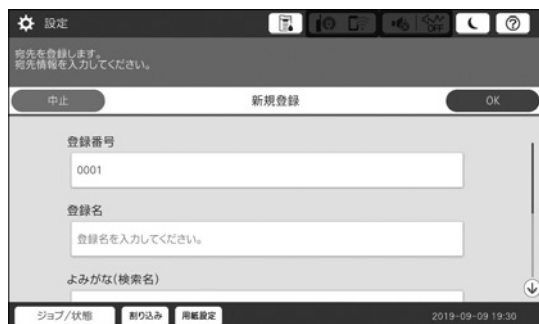 設定
OFF
宛先を登録します。
宛先情報を入力してください。
中止
新規登録
OK
登録番号
0001
登録名
登録名を入力してください。
よみがな(検索名)
ジョブ/状態
割り込み
用紙設定
2019-09-09 19:30